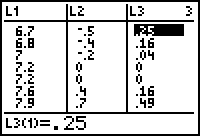 L1 L2 L3 3
6.7 -.5 .25
6.8 -.4 .16
7 -.2 .04
7.2 0 0
7.2 0 0
7.6 .4 .16
7.9 .7 .49
L3(1)=.25